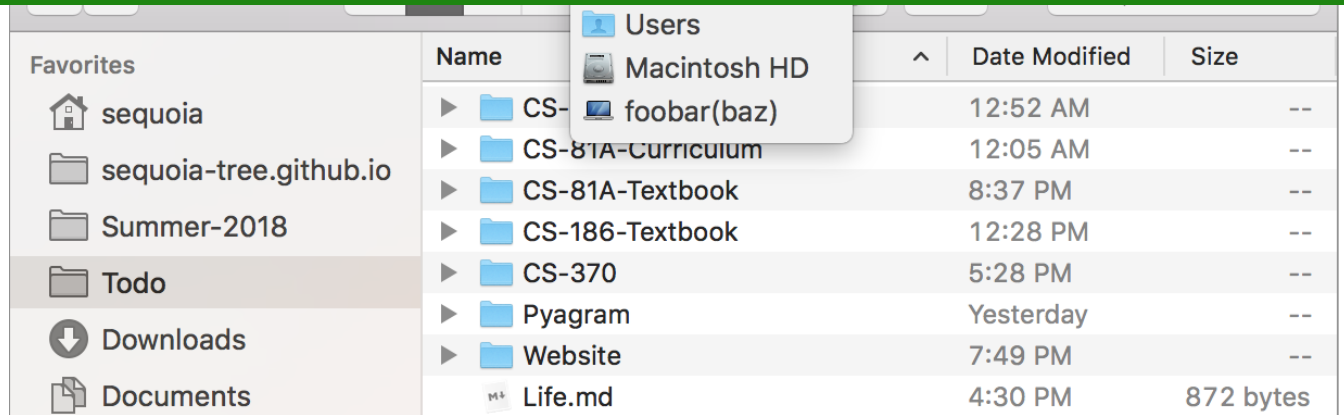 Users
Macintosh HD
foobar(baz)
Name
Date Modified
Size
Favorites
sequoia
sequoia-tree.github.io
Summer-2018
Todo
Downloads
Documents
CS- 12:52 AM --
CS-81A-Curriculum 12:05 AM --
CS-81A-Textbook 8:37 PM --
CS-186-Textbook 12:28 PM --
CS-370 5:28 PM --
Pyagram Yesterday --
Website 7:49 PM --
M↓ Life.md 4:30 PM 872 bytes